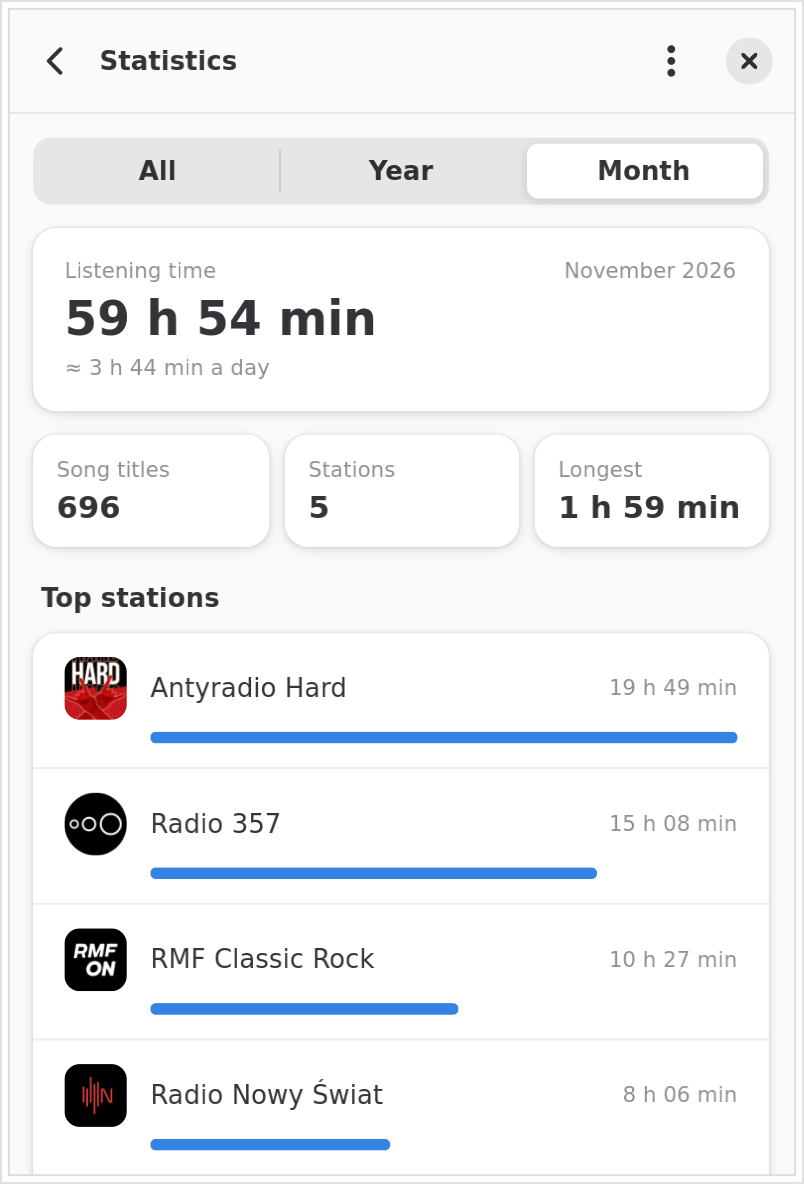 Statistics
All Year Month
Listening time November 2026
59 h 54 min
≈ 3 h 44 min a day
Song titles Stations Longest
696 5 1 h 59 min
Top stations
HARD
Antyradio Hard 19 h 49 min
Radio 357 15 h 08 min
RMF
ON
RMF Classic Rock 10 h 27 min
N
Radio Nowy Świat 8 h 06 min